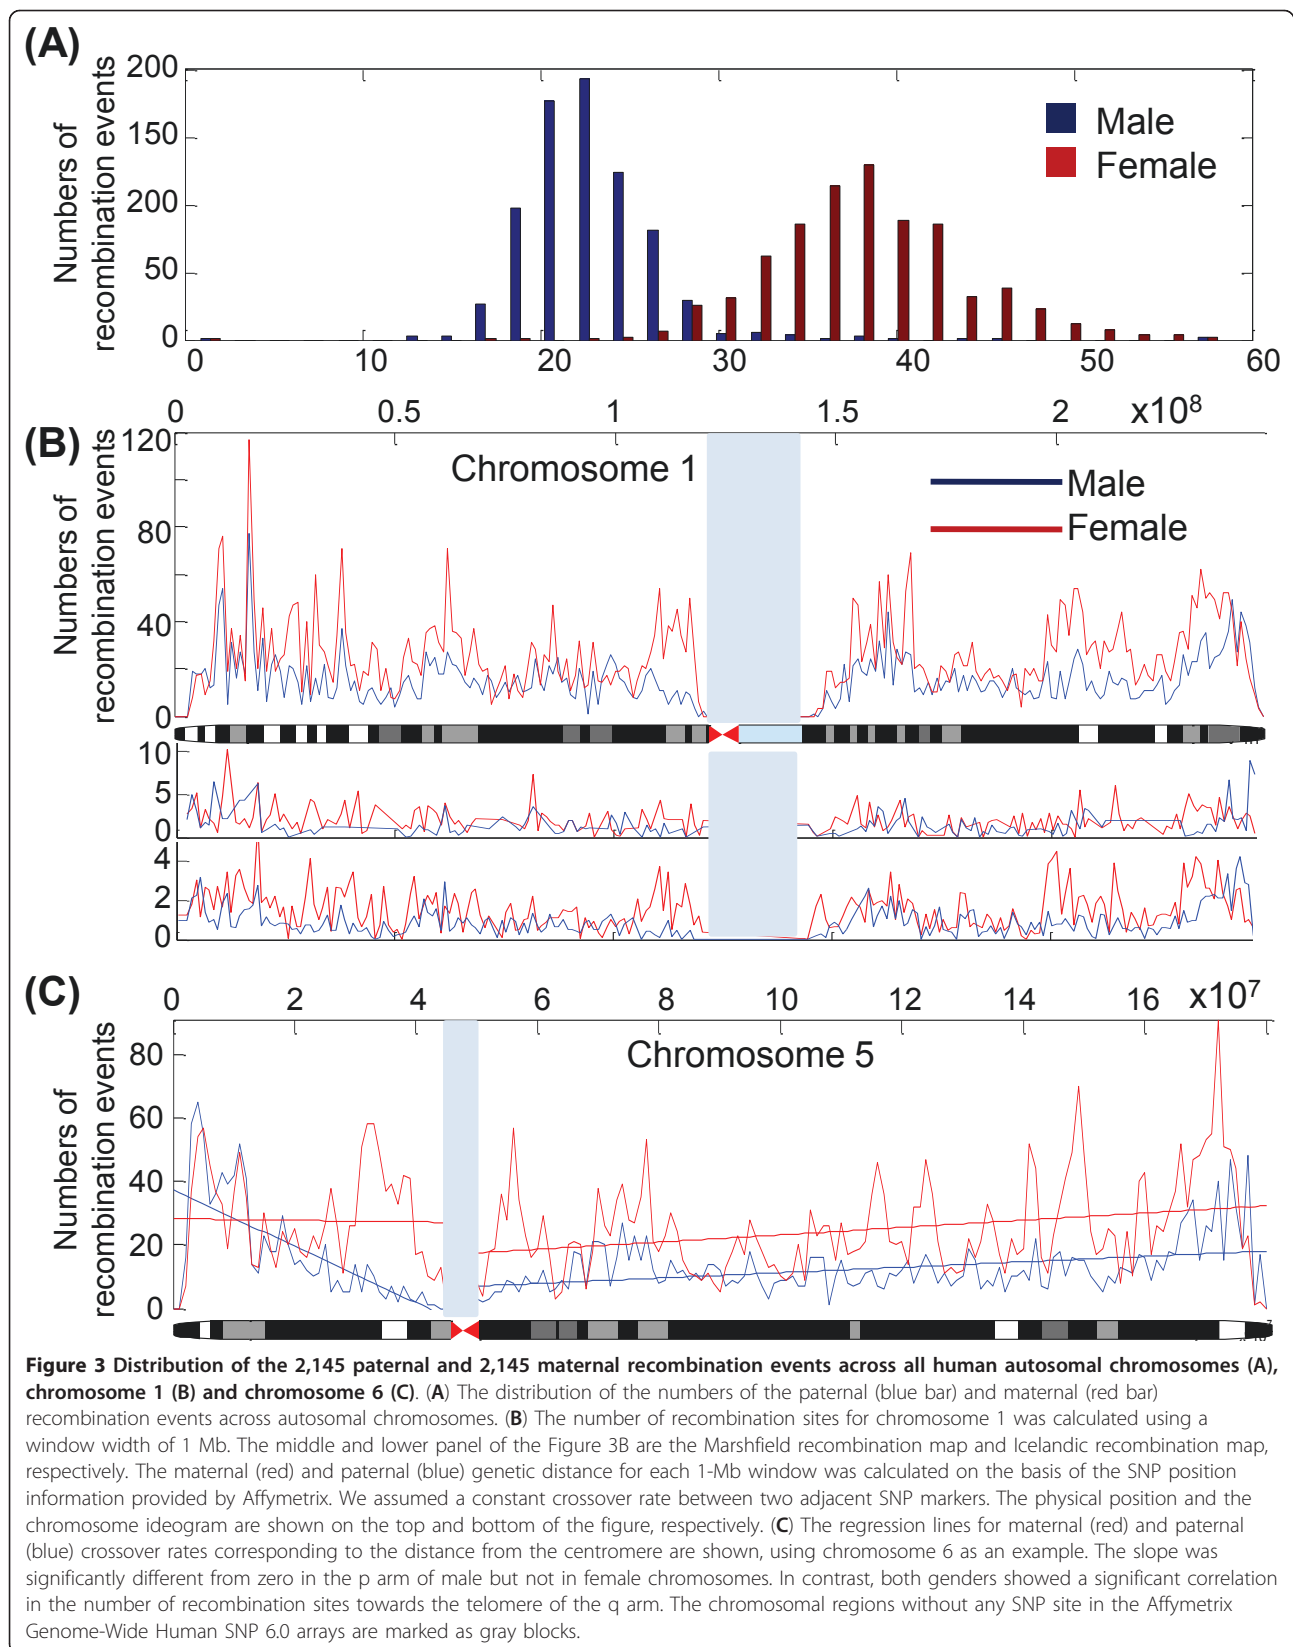 (A)
200
150
200
50
0
Numbers of
recombination events
Male
Female
10 20 30 40 50 60
(B)
0 0.5 1 1.5 2 x10⁸
120
80
40
0
Numbers of
recombination events
Chromosome 1
Male
Female
10
5
0
4
2
0
(C)
0 2 4 6 8 10 12 14 16 x10⁷
80
60
40
20
0
Numbers of
recombination events
Chromosome 5
Figure 3 Distribution of the 2,145 paternal and 2,145 maternal recombination events across all human autosomal chromosomes (A),
chromosome 1 (B) and chromosome 6 (C). (A) The distribution of the numbers of the paternal (blue bar) and maternal (red bar)
recombination events across autosomal chromosomes. (B) The number of recombination sites for chromosome 1 was calculated using a
window width of 1 Mb. The middle and lower panel of the Figure 3B are the Marshfield recombination map and Icelandic recombination map,
respectively. The maternal (red) and paternal (blue) genetic distance for each 1-Mb window was calculated on the basis of the SNP position
information provided by Affymetrix. We assumed a constant crossover rate between two adjacent SNP markers. The physical position and the
chromosome ideogram are shown on the top and bottom of the figure, respectively. (C) The regression lines for maternal (red) and paternal
(blue) crossover rates corresponding to the distance from the centromere are shown, using chromosome 6 as an example. The slope was
significantly different from zero in the p arm of male but not in female chromosomes. In contrast, both genders showed a significant correlation
in the number of recombination sites towards the telomere of the q arm. The chromosomal regions without any SNP site in the Affymetrix
Genome-Wide Human SNP 6.0 arrays are marked as gray blocks.